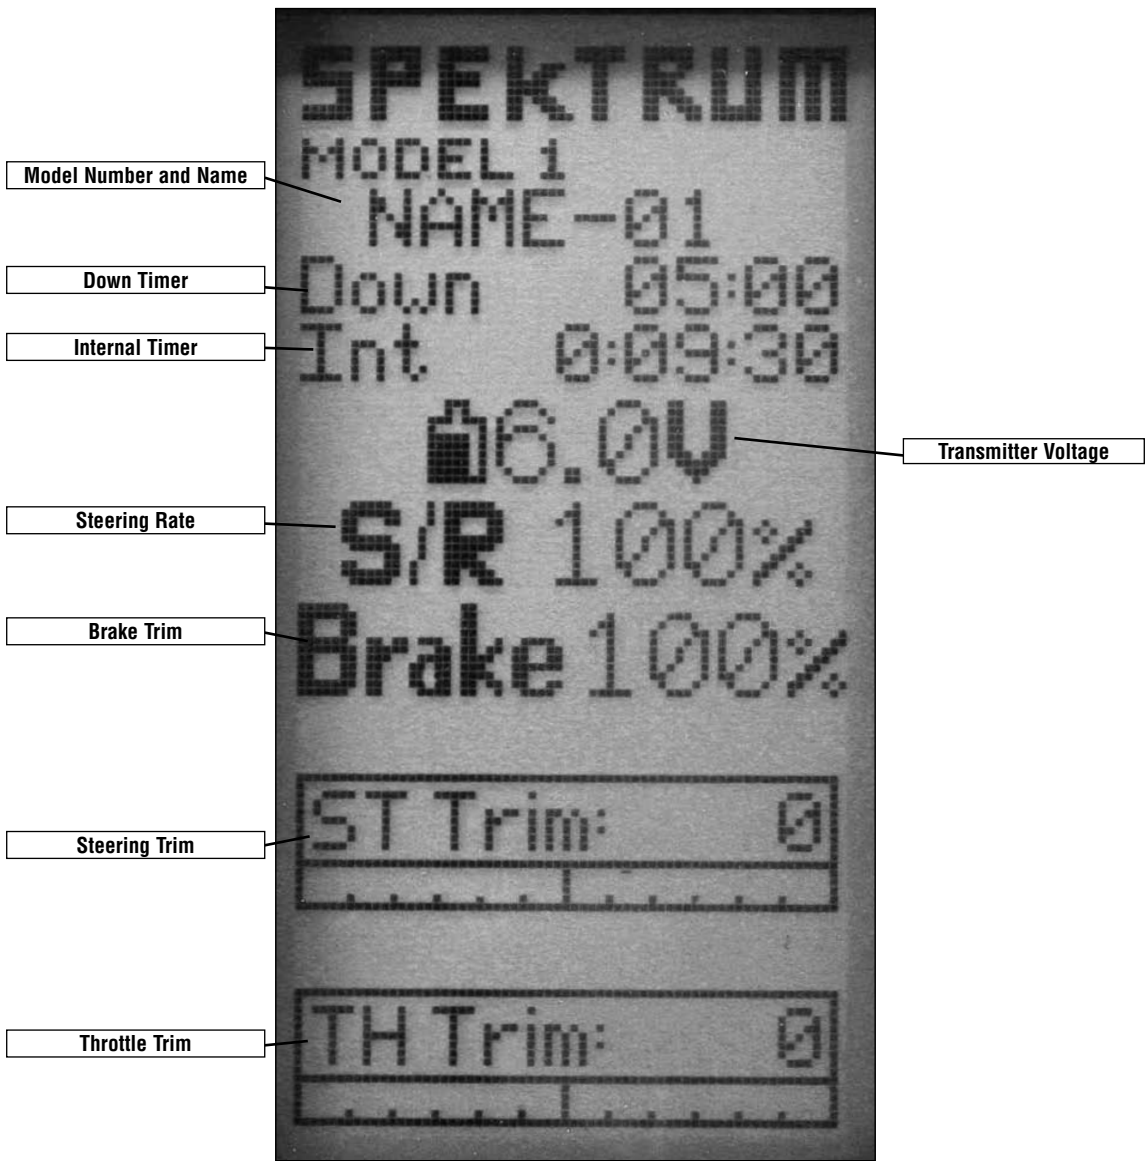 SPEKTRUM
MODEL 1
Model Number and Name
NAME-01
Down Timer
Down 05:00
Internal Timer
Int 0:09:30
6.0V
Transmitter Voltage
Steering Rate
S/R 100%
Brake Trim
Brake 100%
Steering Trim
ST Trim: 0
Throttle Trim
TH Trim: 0